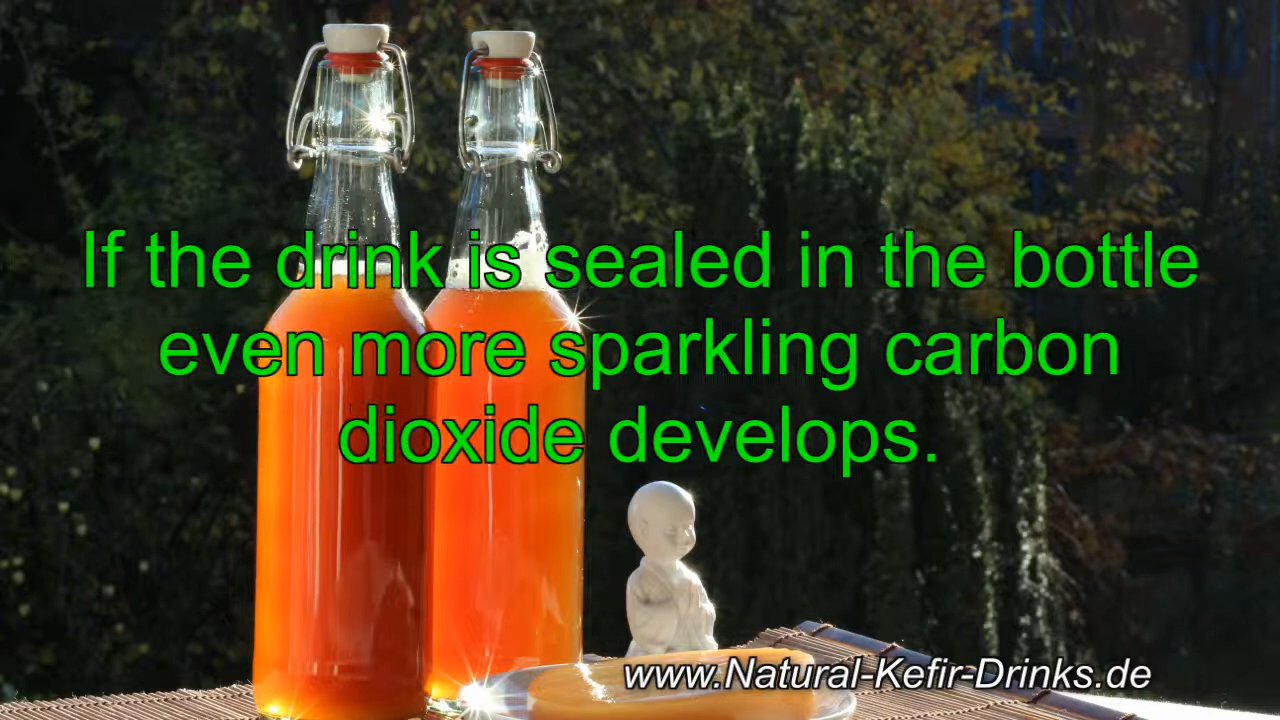 If the drink is sealed in the bottle
even more sparkling carbon
dioxide develops.
www.Natural-Kefir-Drinks.de